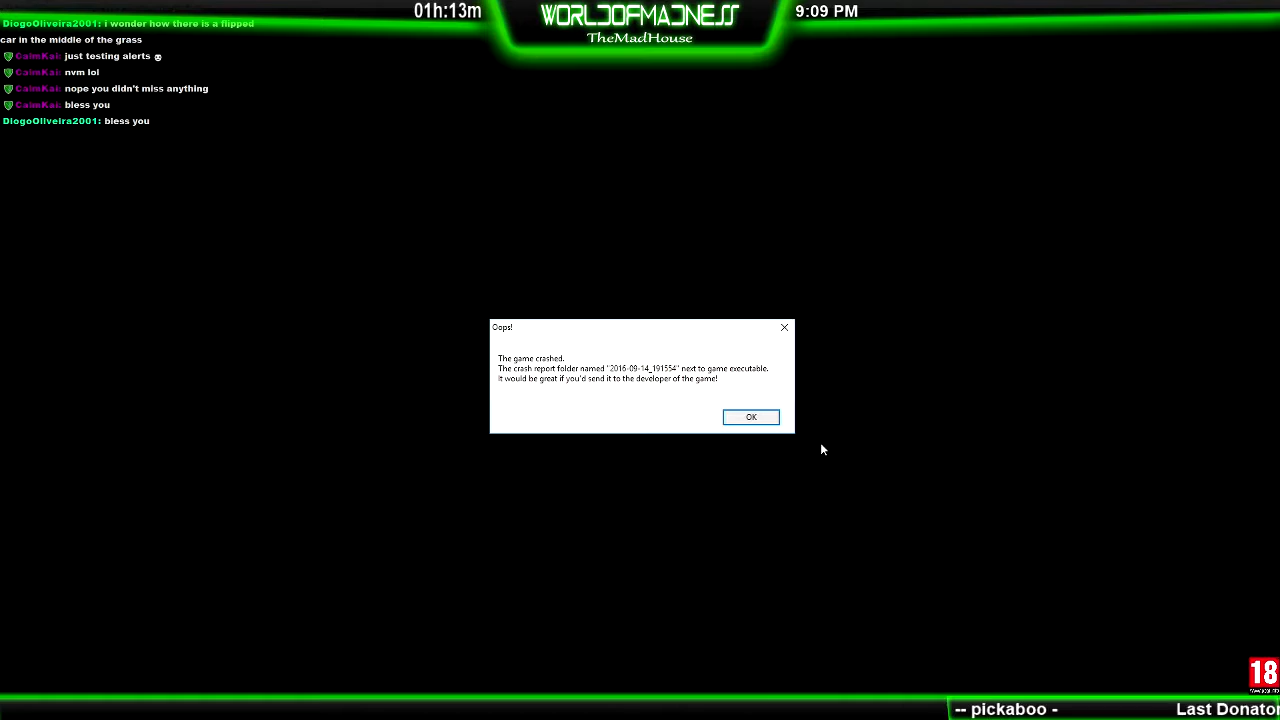 01h:13m
WORLDOFMADNESS
9:09 PM
TheMadHouse
DiogoOliveira2001: i wonder how there is a flipped
car in the middle of the grass
CalmKai: just testing alerts
CalmKai: nvm lol
CalmKai: nope you didn't miss anything
CalmKai: bless you
DiogoOliveira2001: bless you
Oops!
The game crashed.
The crash report folder named "2016-09-14_191554" next to game executable.
It would be great if you'd send it to the developer of the game!
OK
18
-- pickaboo -
Last Donator